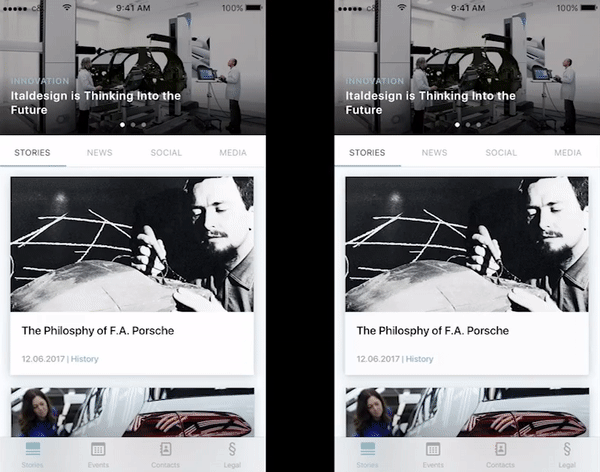 9:41 AM
100%
INNOVATION
Italdesign is Thinking Into the
Future
STORIES NEWS SOCIAL MEDIA
The Philosphy of F.A. Porsche
12.06.2017 | History
Stories Events Contacts Legal
9:41 AM
100%
INNOVATION
Italdesign is Thinking Into the
Future
STORIES NEWS SOCIAL MEDIA
The Philosphy of F.A. Porsche
12.06.2017 | History
Stories Events Contacts Legal